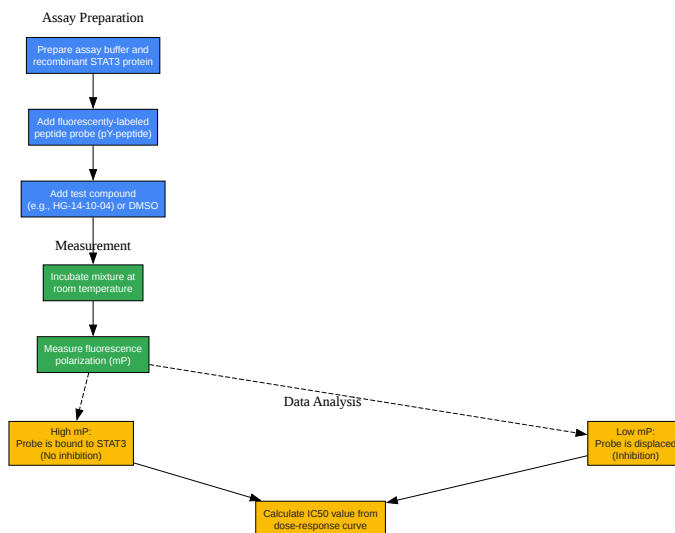 Assay Preparation
Prepare assay buffer and
recombinant STAT3 protein
Add fluorescently-labeled
peptide probe (pY-peptide)
Add test compound
(e.g., HG-14-10-04) or DMSO
Measurement
Incubate mixture at
room temperature
Measure fluorescence
polarization (mP)
Data Analysis
High mP:
Probe is bound to STAT3
(No inhibition)
Low mP:
Probe is displaced
(Inhibition)
Calculate IC50 value from
dose-response curve